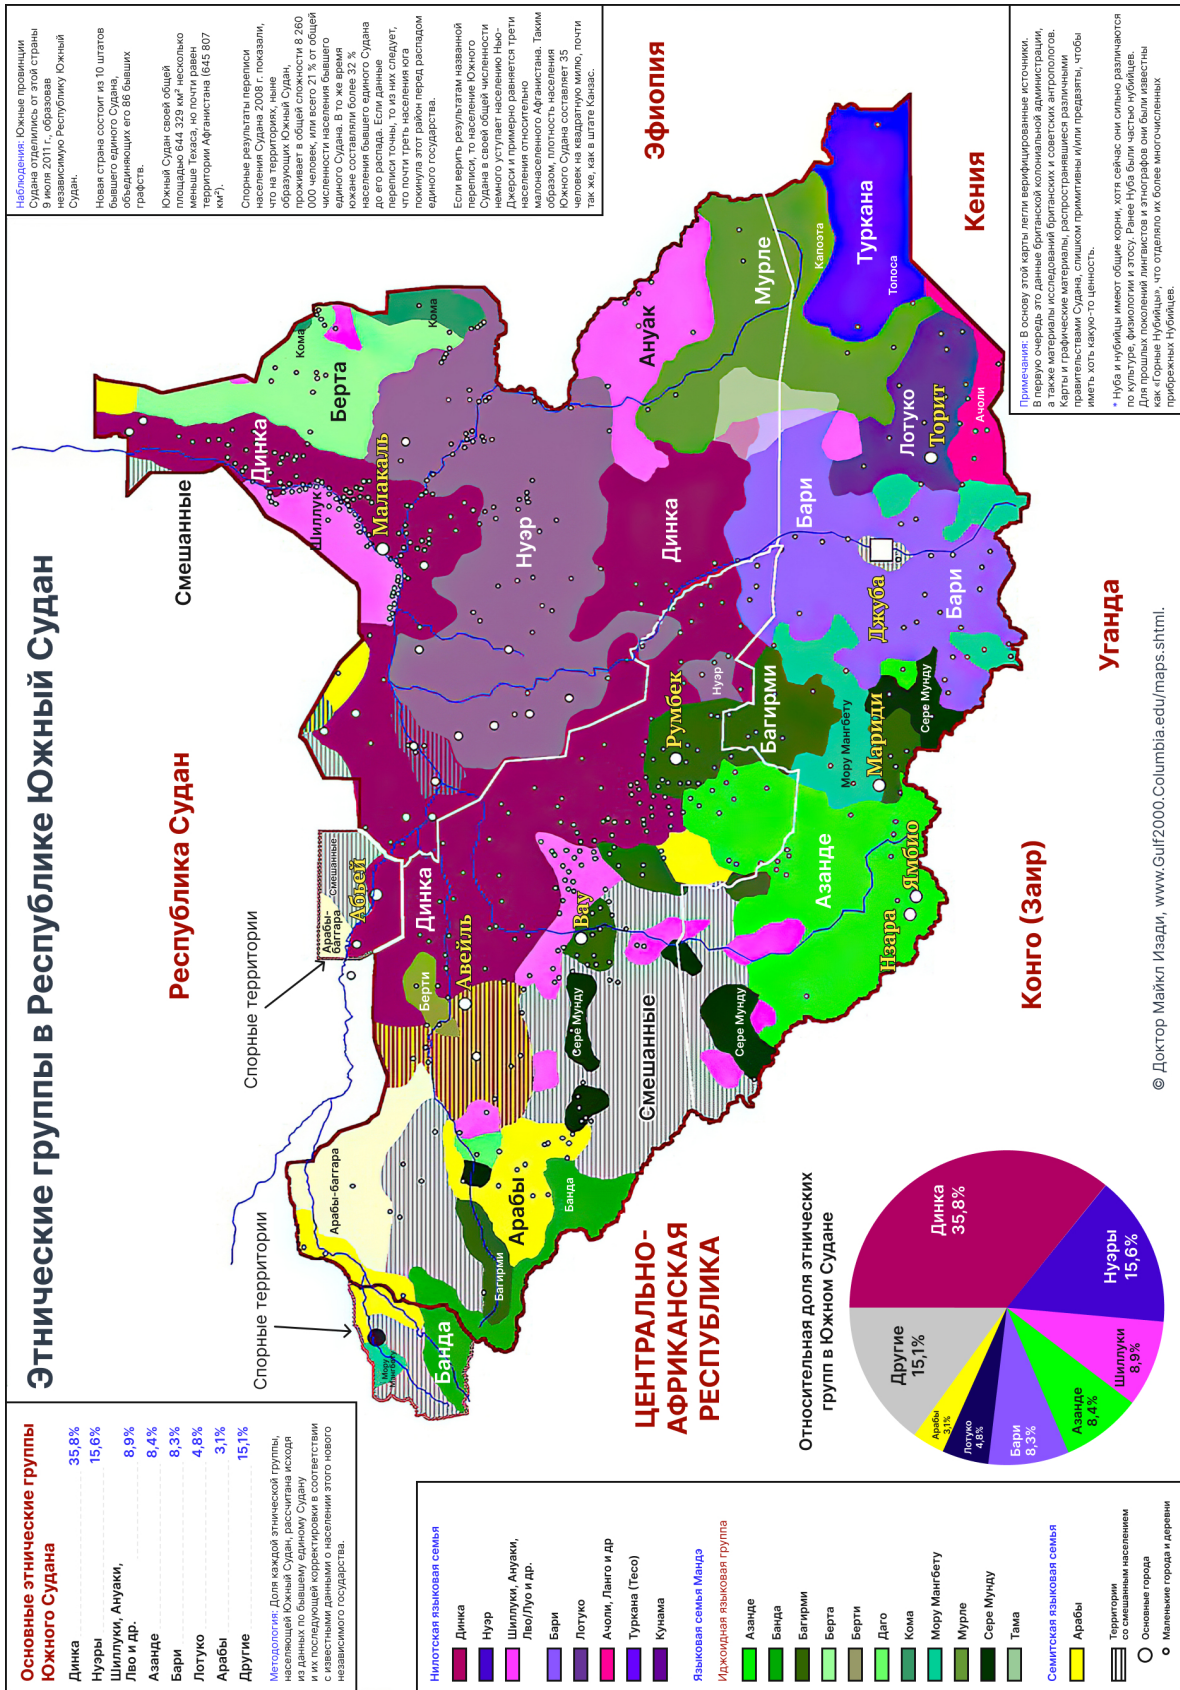 Этнические группы в Республике Южный Судан
Основные этнические группы
Южного Судана
Динка 35,8%
Нуэры 15,6%
Шиллуки, Ануаки,
Лво и др. 8,9%
Азанде 8,4%
Бари 8,3%
Лотуко 4,8%
Арабы 3,1%
Другие 15,1%
Методология: Доля каждой этнической группы,
населяющей Южный Судан, рассчитана исходя
из данных по бывшему единому Судану
и их последующей корректировки в соответствии
с известными данными о населении этого нового
независимого государства.
Наблюдения: Южные провинции
Судана отделились от этой страны
9 июля 2011 г., образовав
независимую Республику Южный
Судан.
Новая страна состоит из 10 штатов
бывшего единого Судана,
объединяющих его 86 бывших
графств.
Южный Судан своей общей
площадью 644 329 км² несколько
меньше Техаса, но почти равен
территории Афганистана (645 807
км²).
Спорные результаты переписи
населения Судана 2008 г. показали,
что на территориях, ныне
образующих Южный Судан,
проживает в общей сложности 8 260
000 человек, или всего 21 % от общей
численности населения бывшего
единого Судана. В то же время
южане составляли более 32 %
населения бывшего единого Судана
до его распада. Если данные
переписи точны, то из них следует,
что почти треть населения юга
покинула этот район перед распадом
единого государства.
Если верить результатам названной
переписи, то население Южного
Судана в своей общей численности
немного уступает населению Нью-
Джерси и примерно равняется трети
населения относительно
малонаселенного Афганистана. Таким
образом, плотность населения
Южного Судана составляет 35
человек на квадратную милю, почти
так же, как в штате Канзас.
Республика Судан
Эфиопия
Кения
Уганда
Конго (Заир)
ЦЕНТРАЛЬНО-
АФРИКАНСКАЯ
РЕСПУБЛИКА
Спорные территории
Спорные территории
Смешанные
Арабы-
баггара
Смешанные
Абьей
Динка
Шиллук
Малакаль
Берта
Кома
Кома
Нуэр
Ануак
Мурле
Капоэта
Туркана
Топоса
Лотуко
Торит
Ачоли
Динка
Бари
Джуба
Бари
Нуэр
Румбек
Багирми
Мору Мангбету
Мариди
Сере Мунду
Азанде
Ямбио
Нзара
Динка
Авейль
Берти
Вау
Сере Мунду
Сере Мунду
Смешанные
Арабы-баггара
Арабы
Банда
Багирми
Банда
Мору
Мангбету
Относительная доля этнических
групп в Южном Судане
Динка
35,8%
Нуэры
15,6%
Шиллуки
8,9%
Азанде
8,4%
Бари
8,3%
Лотуко
4,8%
Арабы
3,1%
Другие
15,1%
Нилотская языковая семья
Динка
Нуэр
Шиллуки, Ануаки,
Лво/Луо и др.
Бари
Лотуко
Ачоли, Ланго и др
Туркана (Тесо)
Кунама
Языковая семья Мандэ
Иджоидная языковая группа
Азанде
Банда
Багирми
Берта
Берти
Даго
Кома
Мору Мангбету
Мурле
Сере Мунду
Тама
Семитская языковая семья
Арабы
Территории
со смешанным населением
Основные города
Маленькие города и деревни
© Доктор Майкл Изади, www.Gulf2000.Columbia.edu/maps.shtml.
Примечания: В основу этой карты легли верифицированные источники.
В первую очередь это данные британской колониальной администрации,
а также материалы исследований британских и советских антропологов.
Карты и графические материалы, распространявшиеся различными
правительствами Судана, слишком примитивны и/или предвзяты, чтобы
иметь хоть какую-то ценность.
* Нуба и нубийцы имеют общие корни, хотя сейчас они сильно различаются
по культуре, физиологии и этосу. Ранее Нуба были частью нубийцев.
Для прошлых поколений лингвистов и этнографов они были известны
как «Горные Нубийцы», что отделяло их от более многочисленных
прибрежных Нубийцев.